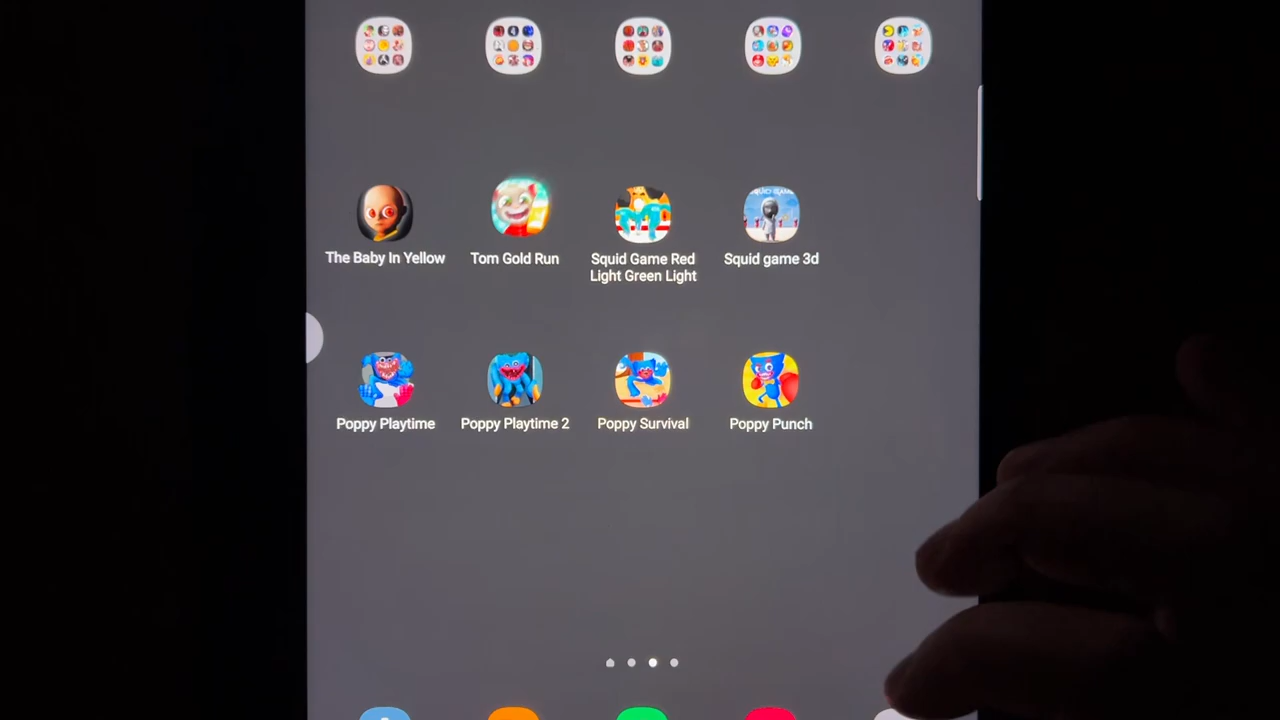 The Baby In Yellow
Tom Gold Run
Squid Game Red
Light Green Light
Squid game 3d
Poppy Playtime
Poppy Playtime 2
Poppy Survival
Poppy Punch